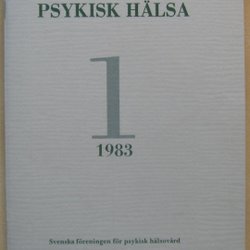 PSYKISK HÄLSA
1
1983
Svenska föreningen för psykisk hälsovård